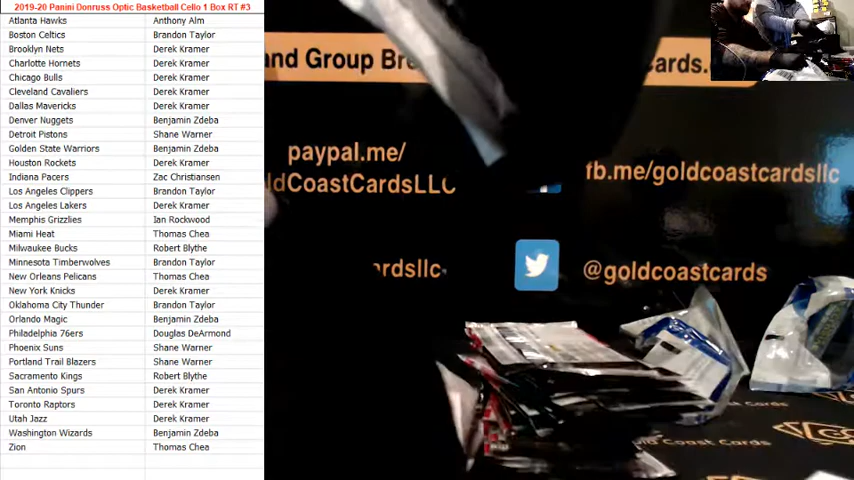 2019-20 Panini Donruss Optic Basketball Cello 1 Box RT #3
Atlanta Hawks Anthony Alm
Boston Celtics Brandon Taylor
Brooklyn Nets Derek Kramer
Charlotte Hornets Derek Kramer
Chicago Bulls Derek Kramer
Cleveland Cavaliers Derek Kramer
Dallas Mavericks Derek Kramer
Denver Nuggets Benjamin Zdeba
Detroit Pistons Shane Warner
Golden State Warriors Benjamin Zdeba
Houston Rockets Derek Kramer
Indiana Pacers Zac Christiansen
Los Angeles Clippers Brandon Taylor
Los Angeles Lakers Derek Kramer
Memphis Grizzlies Ian Rockwood
Miami Heat Thomas Chea
Milwaukee Bucks Robert Blythe
Minnesota Timberwolves Brandon Taylor
New Orleans Pelicans Thomas Chea
New York Knicks Derek Kramer
Oklahoma City Thunder Brandon Taylor
Orlando Magic Benjamin Zdeba
Philadelphia 76ers Douglas DeArmond
Phoenix Suns Shane Warner
Portland Trail Blazers Shane Warner
Sacramento Kings Robert Blythe
San Antonio Spurs Derek Kramer
Toronto Raptors Derek Kramer
Utah Jazz Derek Kramer
Washington Wizards Benjamin Zdeba
Zion Thomas Chea
and Group Bre
ards.
paypal.me/
ldCoastCardsLLC
fb.me/goldcoastcardsllc
ardsllc
@goldcoastcards
Cards
ld Coast Cards